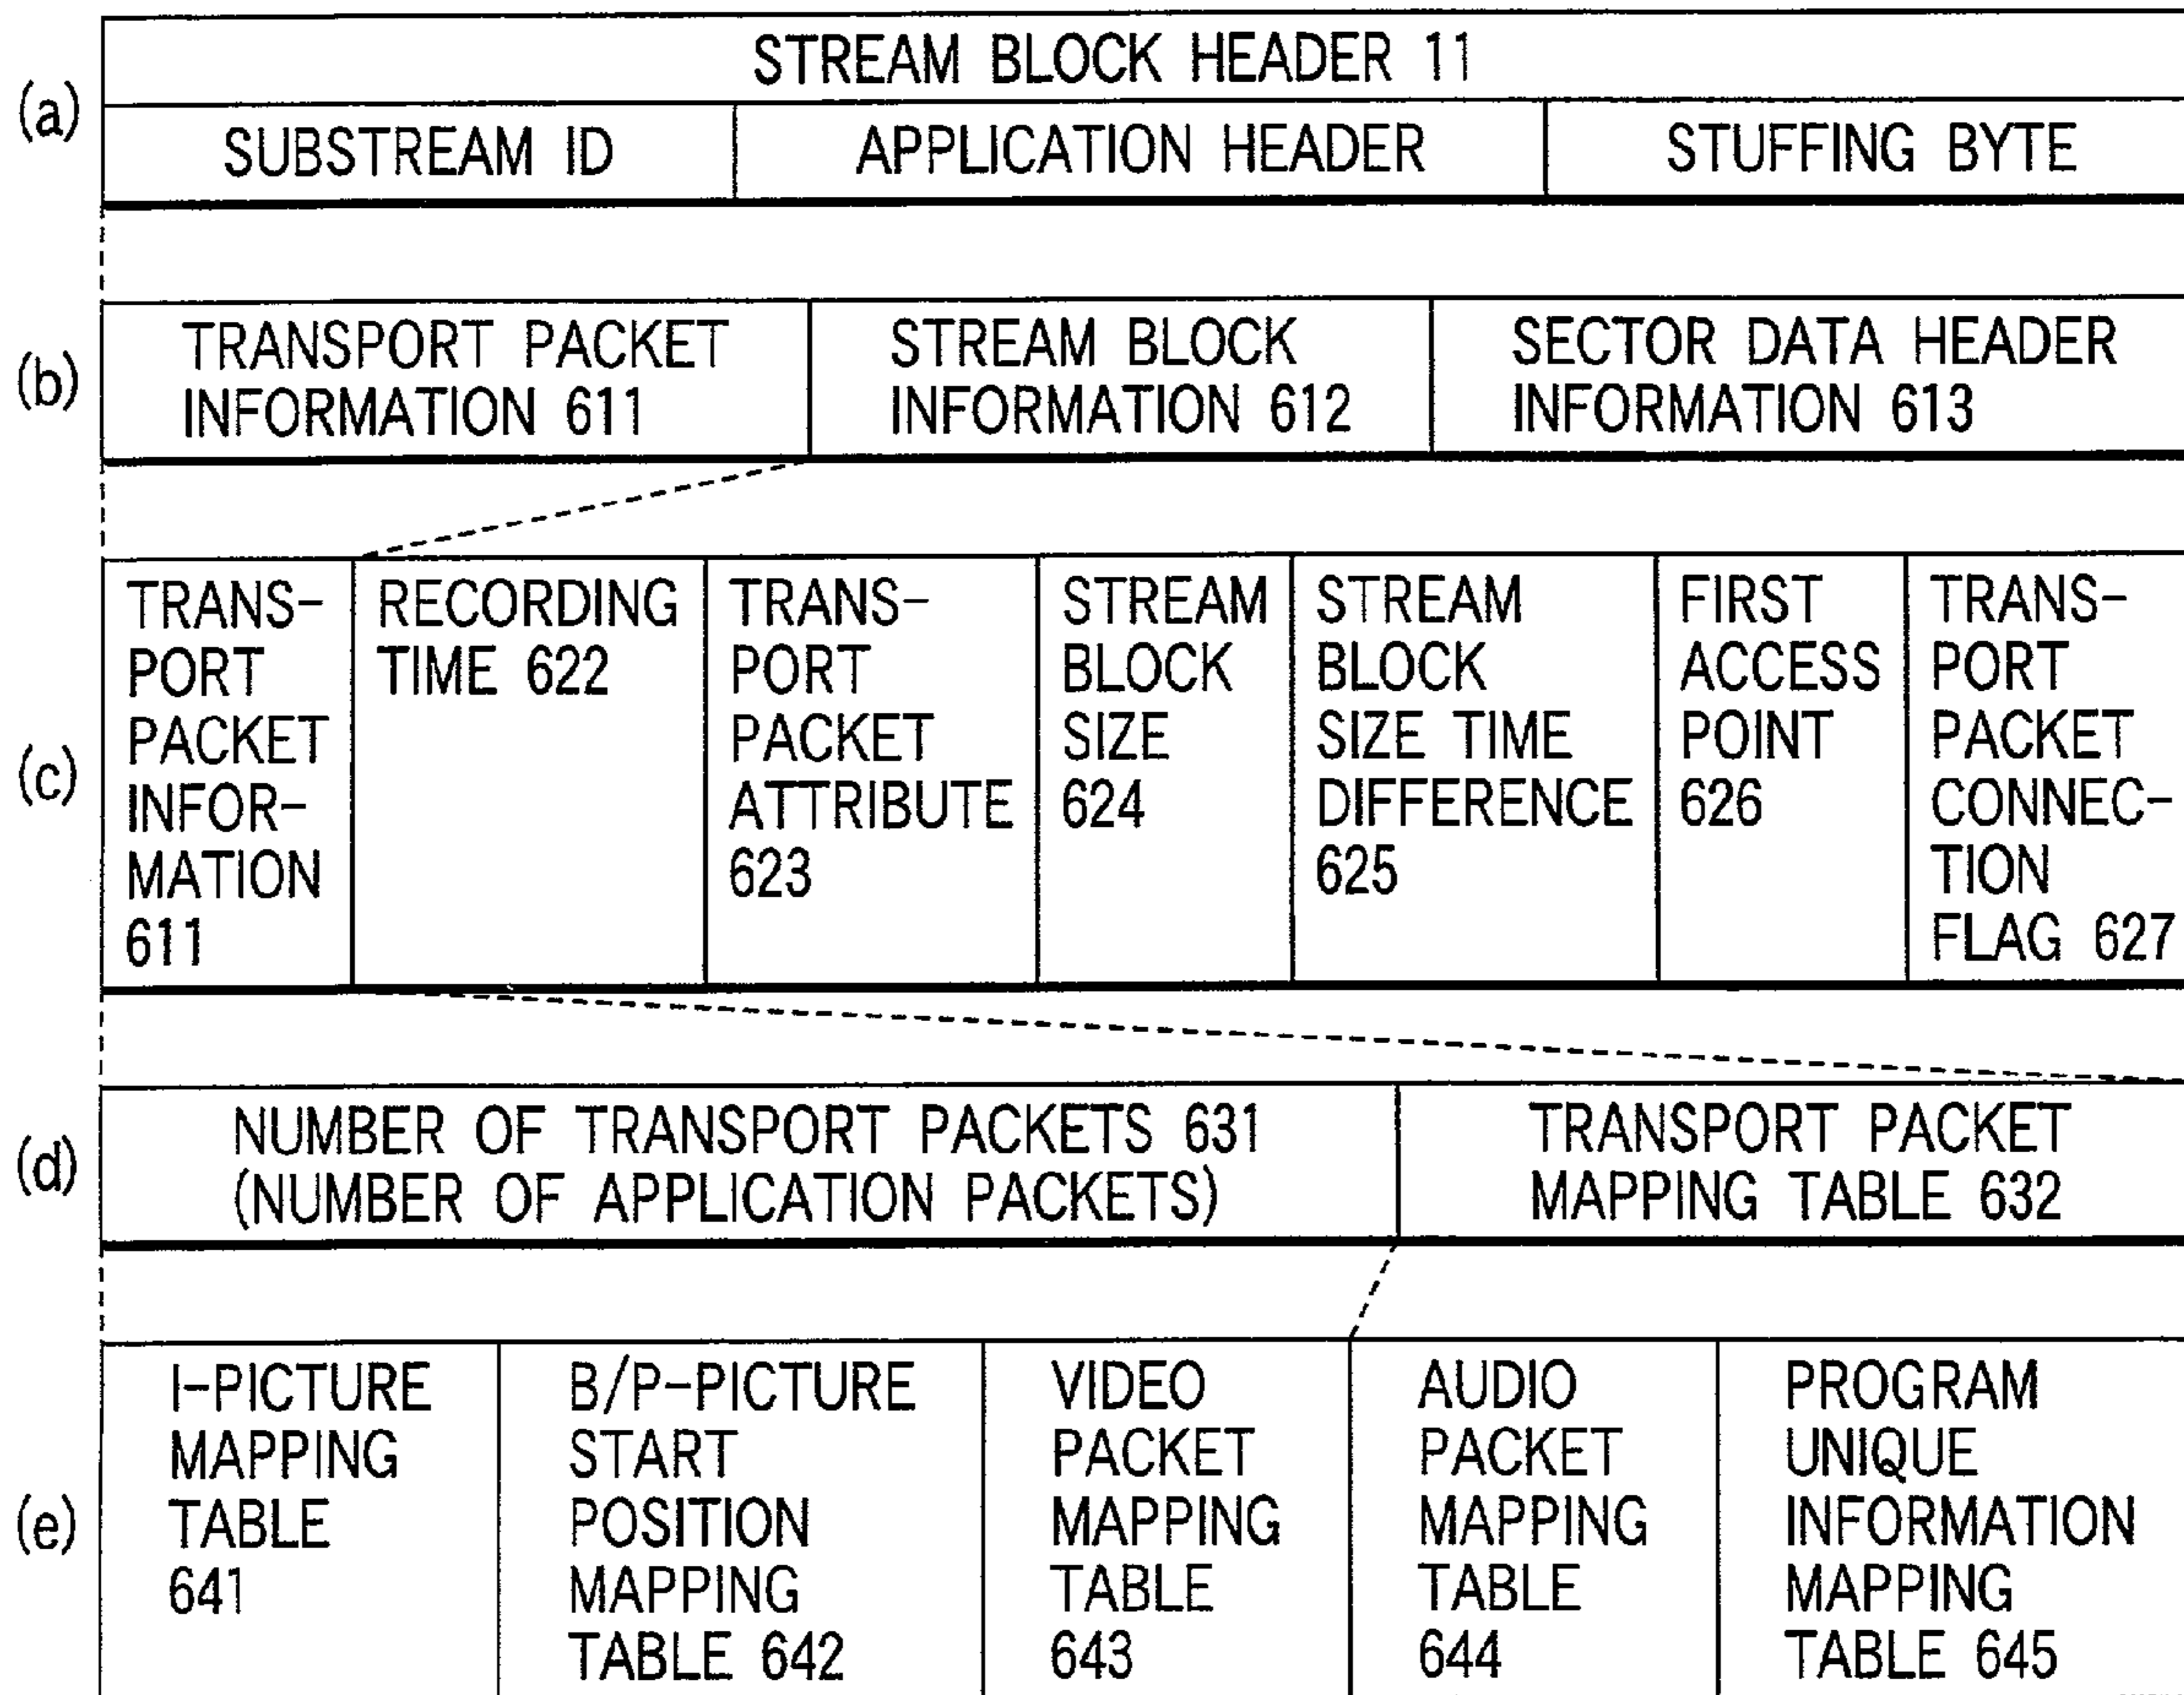 (a)
STREAM BLOCK HEADER 11
SUBSTREAM ID
APPLICATION HEADER
STUFFING BYTE
(b)
TRANSPORT PACKET
INFORMATION 611
STREAM BLOCK
INFORMATION 612
SECTOR DATA HEADER
INFORMATION 613
(c)
TRANS-
PORT
PACKET
INFOR-
MATION
611
RECORDING
TIME 622
TRANS-
PORT
PACKET
ATTRIBUTE
623
STREAM
BLOCK
SIZE
624
STREAM
BLOCK
SIZE TIME
DIFFERENCE
625
FIRST
ACCESS
POINT
626
TRANS-
PORT
PACKET
CONNEC-
TION
FLAG 627
(d)
NUMBER OF TRANSPORT PACKETS 631
(NUMBER OF APPLICATION PACKETS)
TRANSPORT PACKET
MAPPING TABLE 632
(e)
I-PICTURE
MAPPING
TABLE
641
B/P-PICTURE
START
POSITION
MAPPING
TABLE 642
VIDEO
PACKET
MAPPING
TABLE
643
AUDIO
PACKET
MAPPING
TABLE
644
PROGRAM
UNIQUE
INFORMATION
MAPPING
TABLE 645